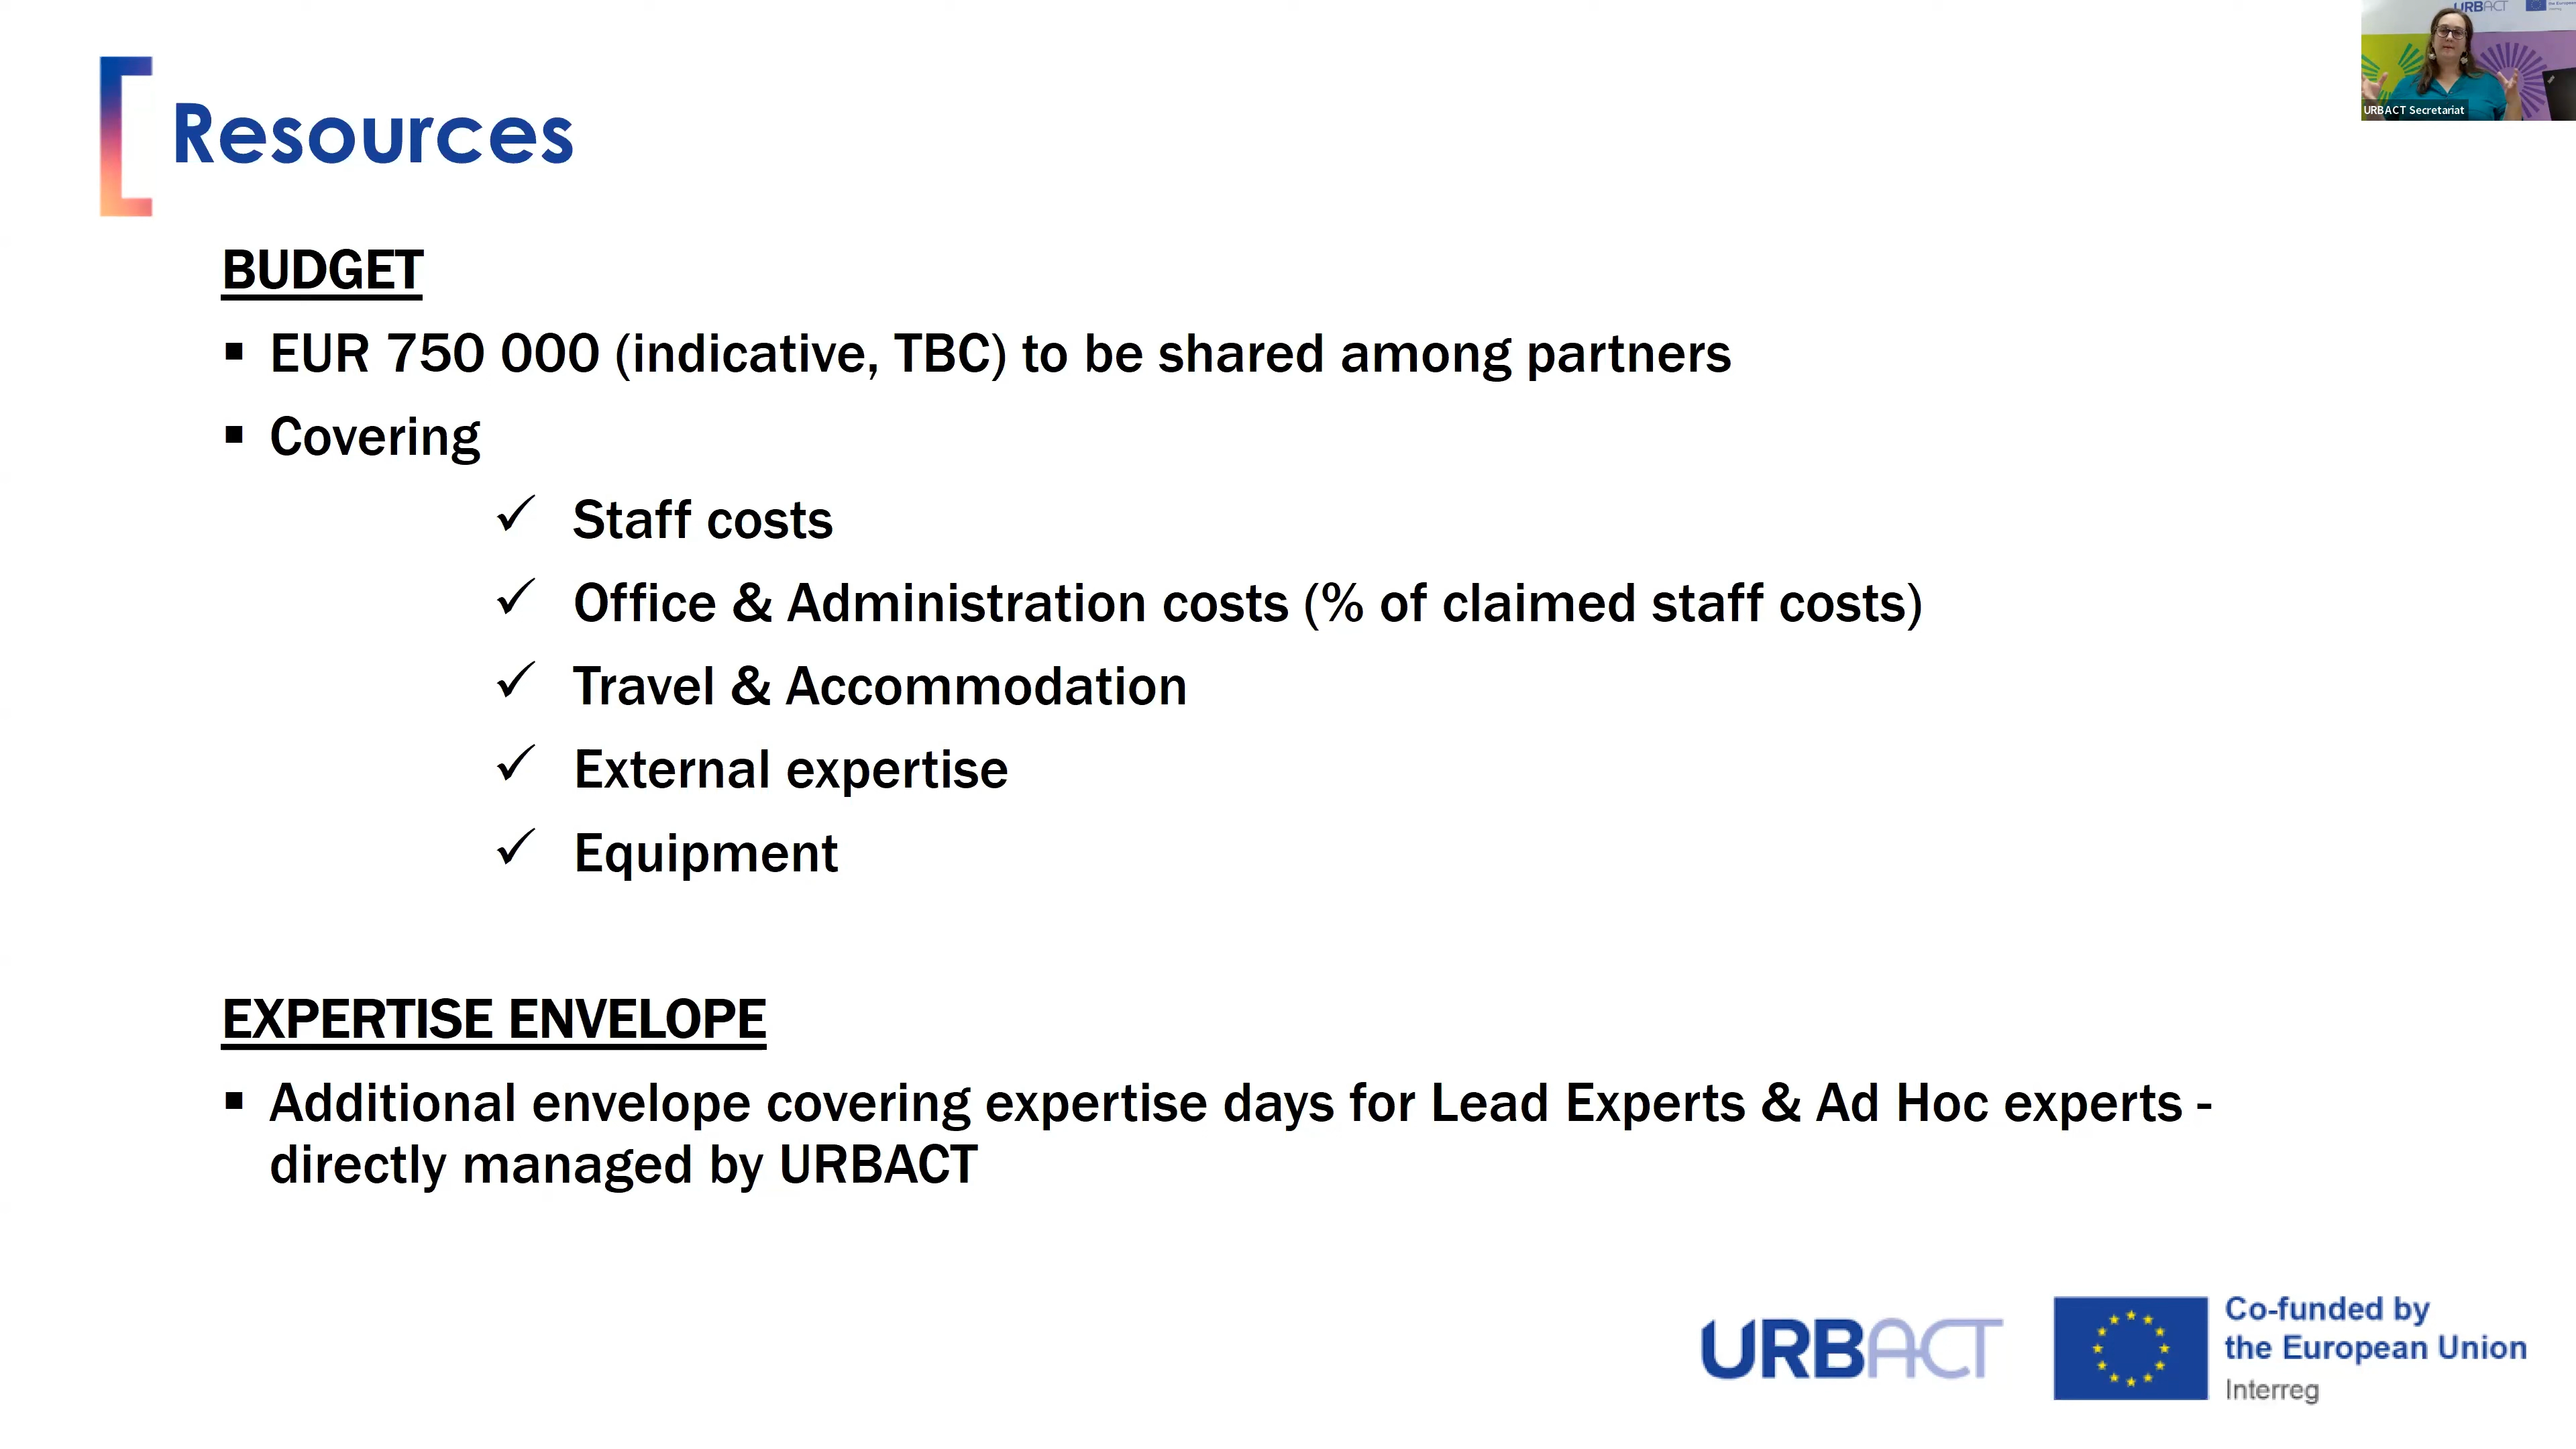 URBACT
Resources
URBACT Secretariat
BUDGET
▪ EUR 750 000 (indicative, TBC) to be shared among partners
▪ Covering
✓ Staff costs
✓ Office & Administration costs (% of claimed staff costs)
✓ Travel & Accommodation
✓ External expertise
✓ Equipment
EXPERTISE ENVELOPE
▪ Additional envelope covering expertise days for Lead Experts & Ad Hoc experts -
directly managed by URBACT
URBACT
Co-funded by
the European Union
Interreg